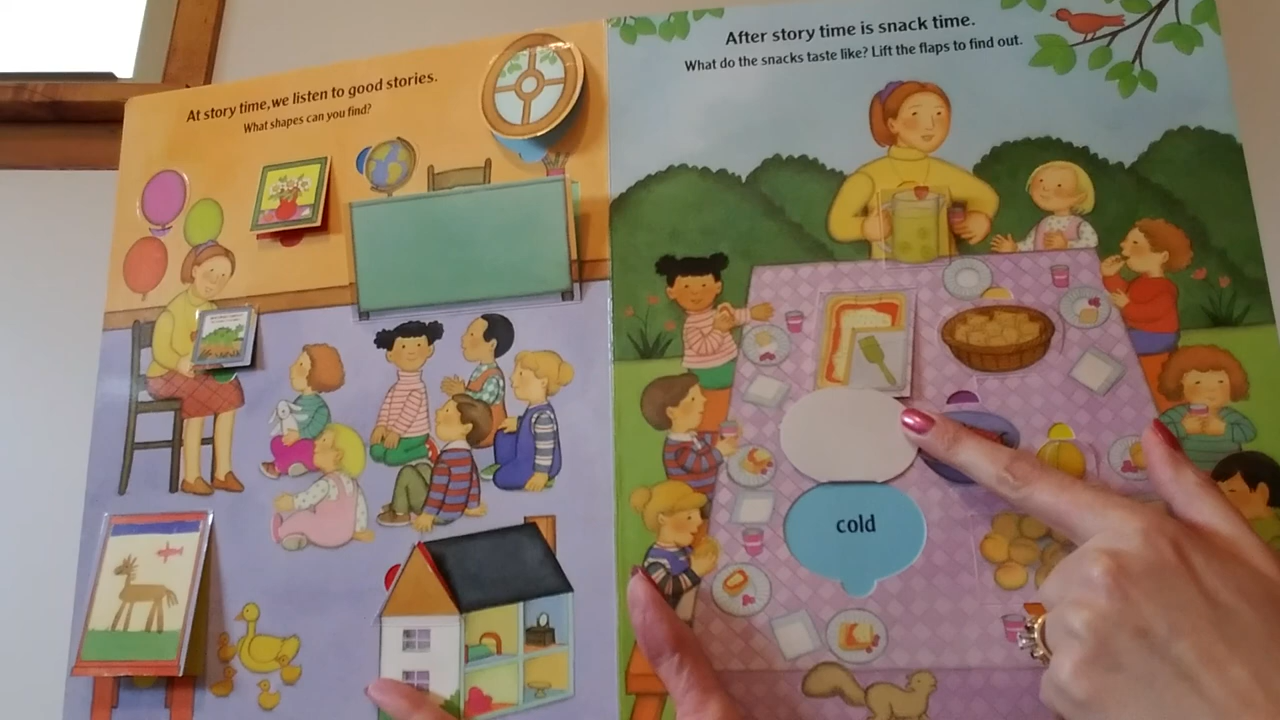 At story time, we listen to good stories.
What shapes can you find?
After story time is snack time.
What do the snacks taste like? Lift the flaps to find out.
cold